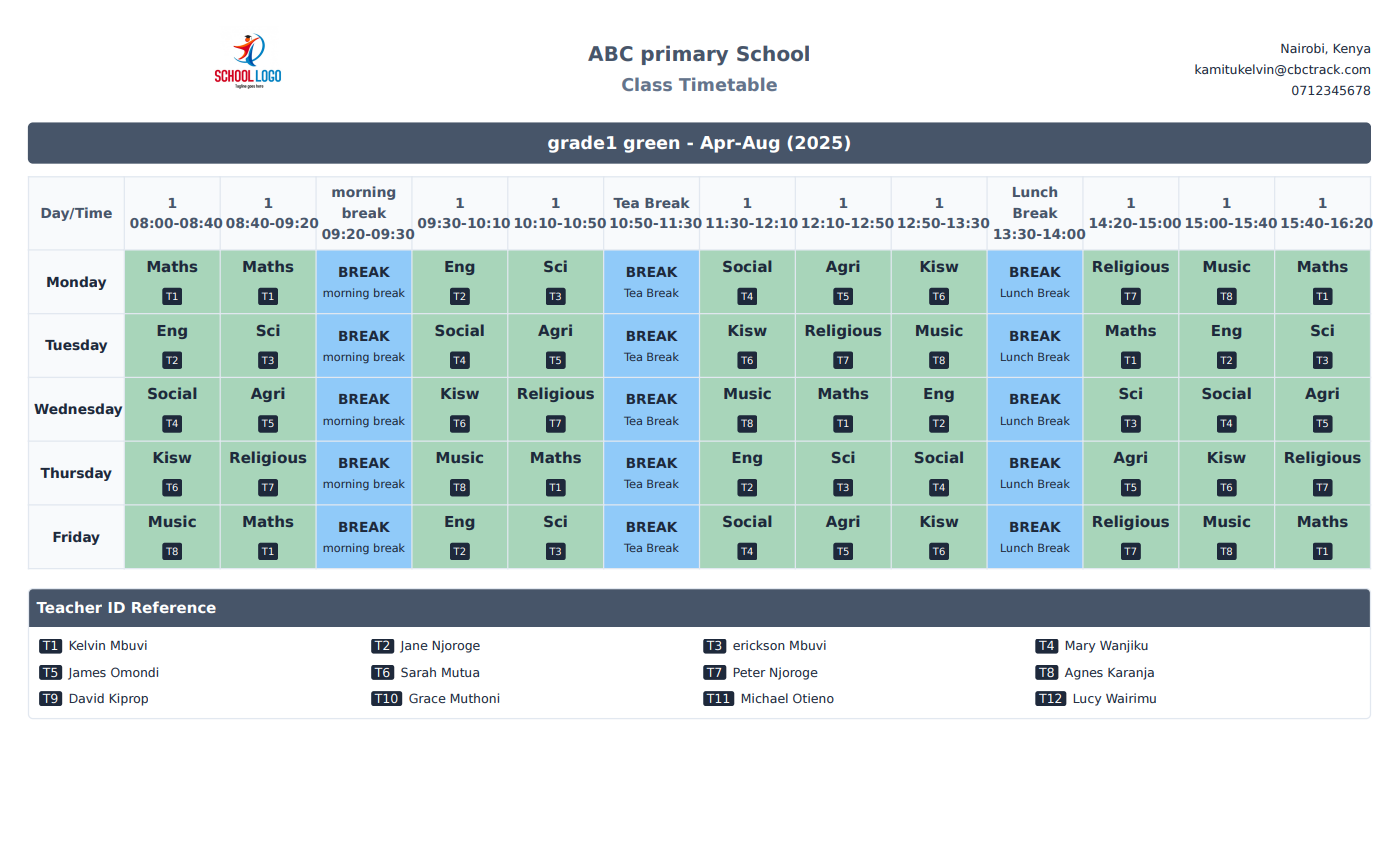 SCHOOL LOGO
Tagline goes here
ABC primary School
Class Timetable
Nairobi, Kenya
kamitukelvin@cbctrack.com
0712345678
grade1 green - Apr-Aug (2025)
Day/Time
1
08:00-08:40
1
08:40-09:20
morning
break
09:20-09:30
1
09:30-10:10
1
10:10-10:50
Tea Break
10:50-11:30
1
11:30-12:10
1
12:10-12:50
1
12:50-13:30
Lunch
Break
13:30-14:00
1
14:20-15:00
1
15:00-15:40
1
15:40-16:20
Monday
Maths
T1
Maths
T1
BREAK
morning break
Eng
T2
Sci
T3
BREAK
Tea Break
Social
T4
Agri
T5
Kisw
T6
BREAK
Lunch Break
Religious
T7
Music
T8
Maths
T1
Tuesday
Eng
T2
Sci
T3
BREAK
morning break
Social
T4
Agri
T5
BREAK
Tea Break
Kisw
T6
Religious
T7
Music
T8
BREAK
Lunch Break
Maths
T1
Eng
T2
Sci
T3
Wednesday
Social
T4
Agri
T5
BREAK
morning break
Kisw
T6
Religious
T7
BREAK
Tea Break
Music
T8
Maths
T1
Eng
T2
BREAK
Lunch Break
Sci
T3
Social
T4
Agri
T5
Thursday
Kisw
T6
Religious
T7
BREAK
morning break
Music
T8
Maths
T1
BREAK
Tea Break
Eng
T2
Sci
T3
Social
T4
BREAK
Lunch Break
Agri
T5
Kisw
T6
Religious
T7
Friday
Music
T8
Maths
T1
BREAK
morning break
Eng
T2
Sci
T3
BREAK
Tea Break
Social
T4
Agri
T5
Kisw
T6
BREAK
Lunch Break
Religious
T7
Music
T8
Maths
T1
Teacher ID Reference
T1 Kelvin Mbuvi
T2 Jane Njoroge
T3 erickson Mbuvi
T4 Mary Wanjiku
T5 James Omondi
T6 Sarah Mutua
T7 Peter Njoroge
T8 Agnes Karanja
T9 David Kiprop
T10 Grace Muthoni
T11 Michael Otieno
T12 Lucy Wairimu